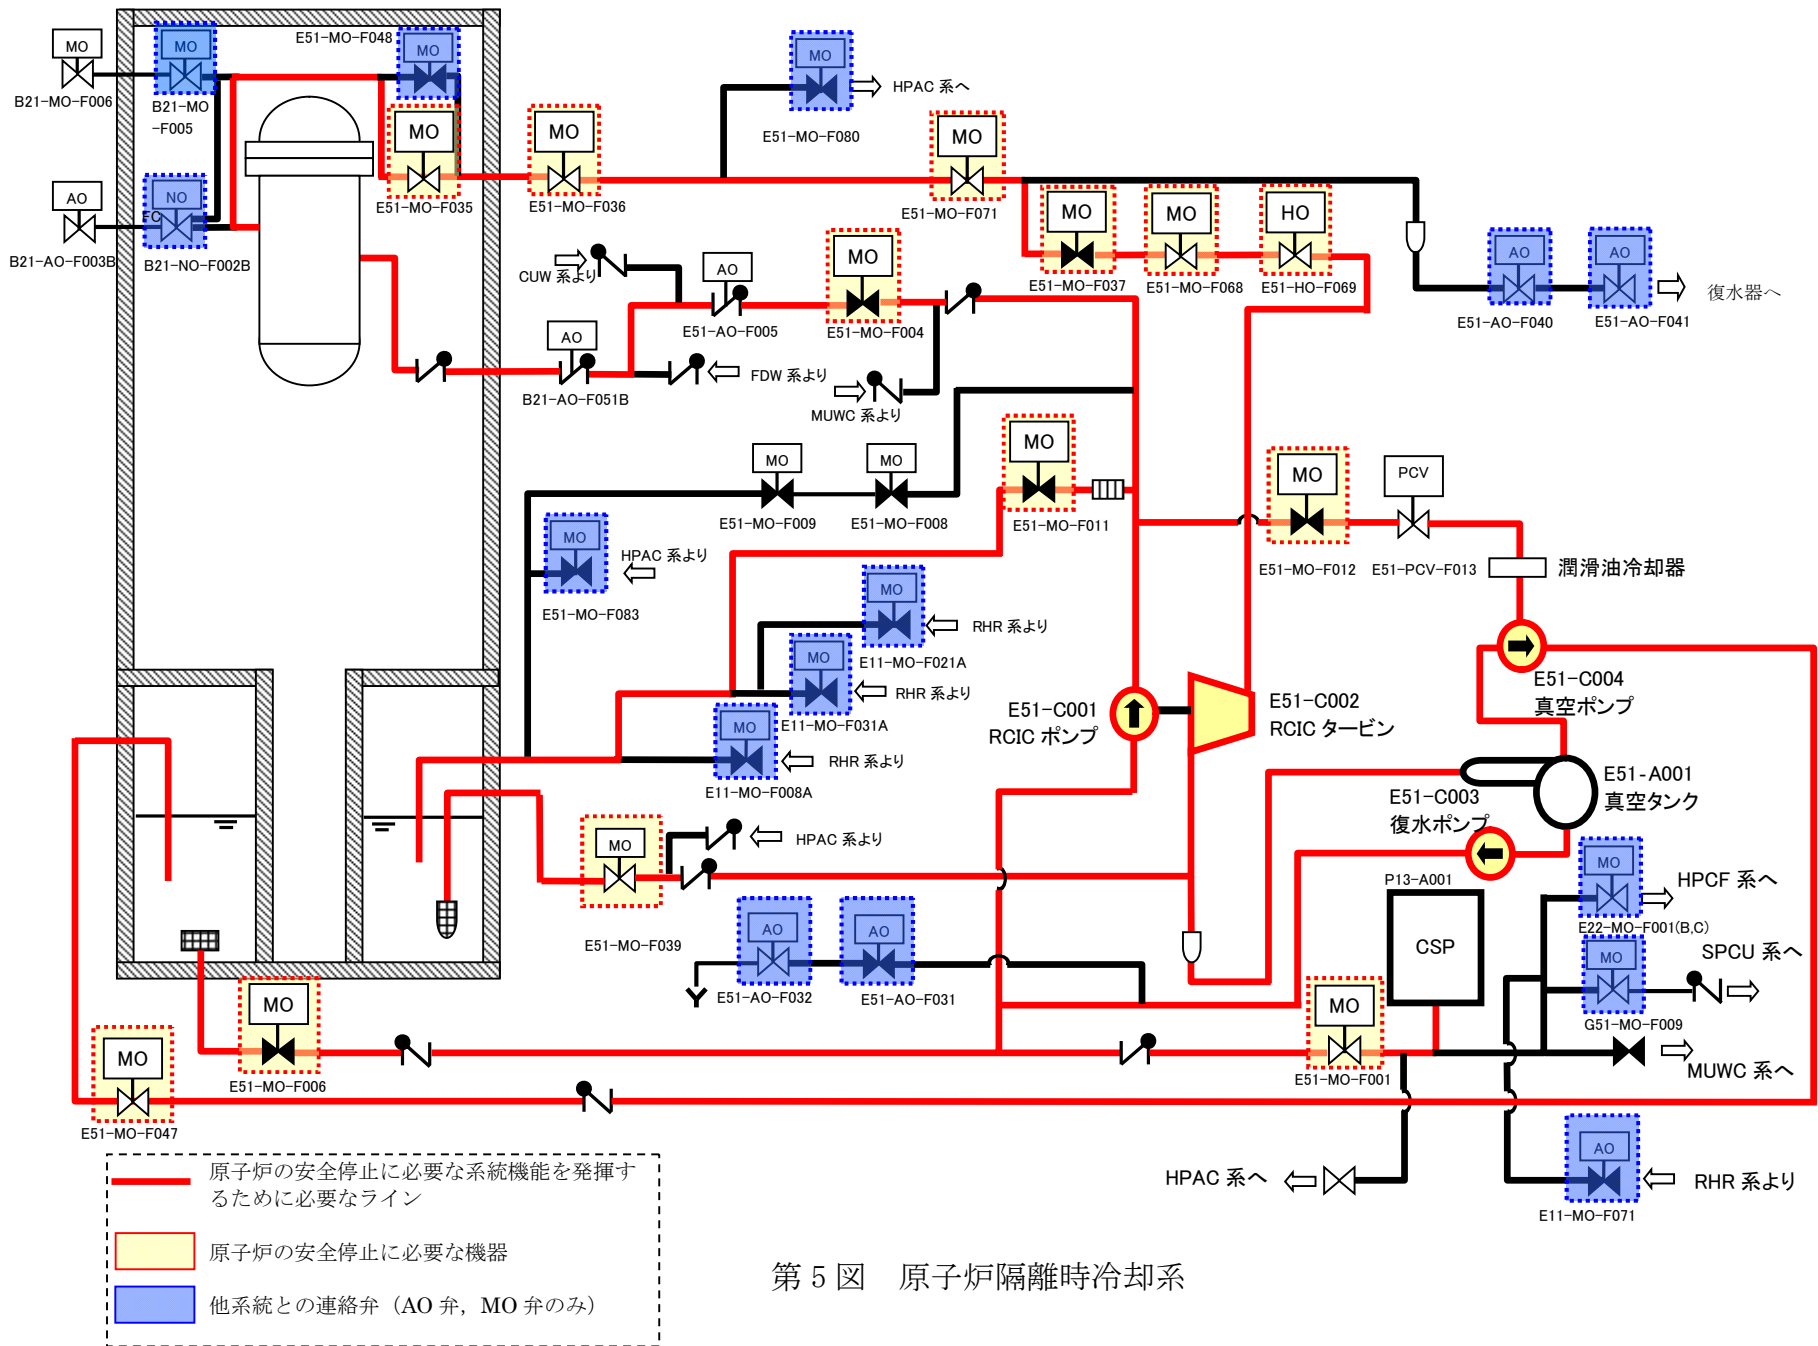 MO
B21-MO-F006
MO
B21-MO
-F005
E51-MO-F048
MO
AO
B21-AO-F003B
NO
FC
B21-NO-F002B
MO
E51-MO-F035
MO
E51-MO-F036
MO
HPAC 系へ
E51-MO-F080
MO
E51-MO-F071
MO
E51-MO-F037
MO
E51-MO-F068
HO
E51-HO-F069
AO
E51-AO-F040
AO
E51-AO-F041
復水器へ
CUW 系より
AO
E51-AO-F005
MO
E51-MO-F004
AO
B21-AO-F051B
FDW 系より
MUWC 系より
MO
E51-MO-F009
MO
E51-MO-F008
MO
E51-MO-F011
MO
E51-MO-F012
PCV
E51-PCV-F013
潤滑油冷却器
MO
HPAC 系より
E51-MO-F083
MO
RHR 系より
E11-MO-F021A
MO
RHR 系より
E11-MO-F031A
MO
RHR 系より
E11-MO-F008A
E51-C001
RCIC ポンプ
E51-C002
RCIC タービン
E51-C004
真空ポンプ
E51-A001
真空タンク
E51-C003
復水ポンプ
MO
E51-MO-F039
HPAC 系より
AO
E51-AO-F032
AO
E51-AO-F031
P13-A001
CSP
MO
HPCF 系へ
E22-MO-F001(B,C)
MO
SPCU 系へ
G51-MO-F009
MUWC 系へ
MO
E51-MO-F001
MO
E51-MO-F006
MO
E51-MO-F047
HPAC 系へ
AO
RHR 系より
E11-MO-F071
原子炉の安全停止に必要な系統機能を発揮す
るために必要なライン
原子炉の安全停止に必要な機器
他系統との連絡弁（AO 弁，MO 弁のみ）
第 5 図　原子炉隔離時冷却系